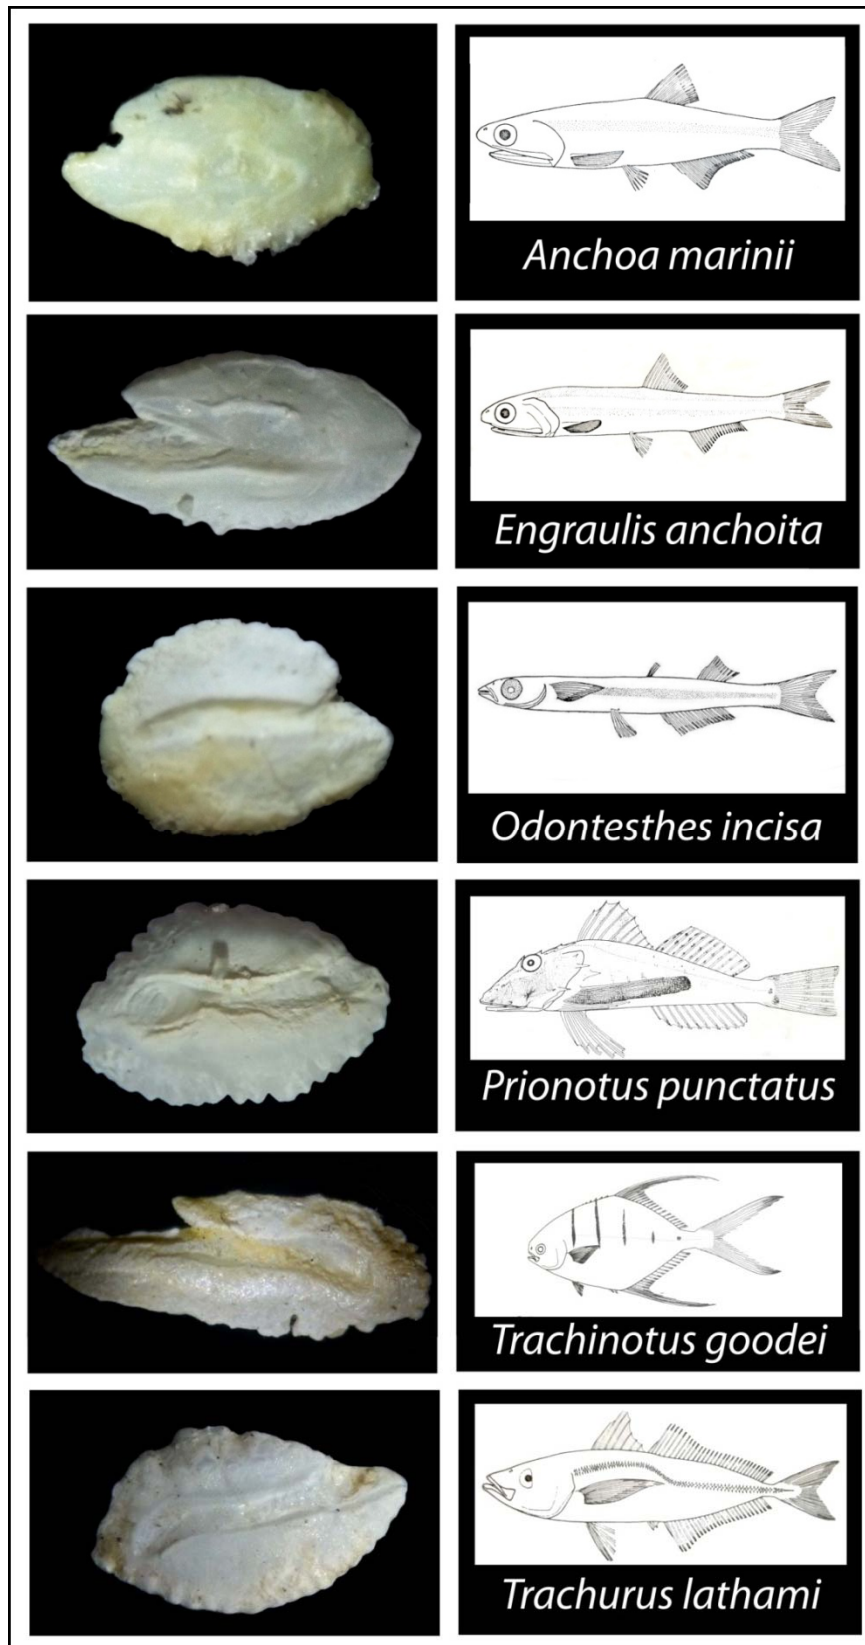 Anchoa marinii
Engraulis anchoita
Odontesthes incisa
Prionotus punctatus
Trachinotus goodei
Trachurus lathami